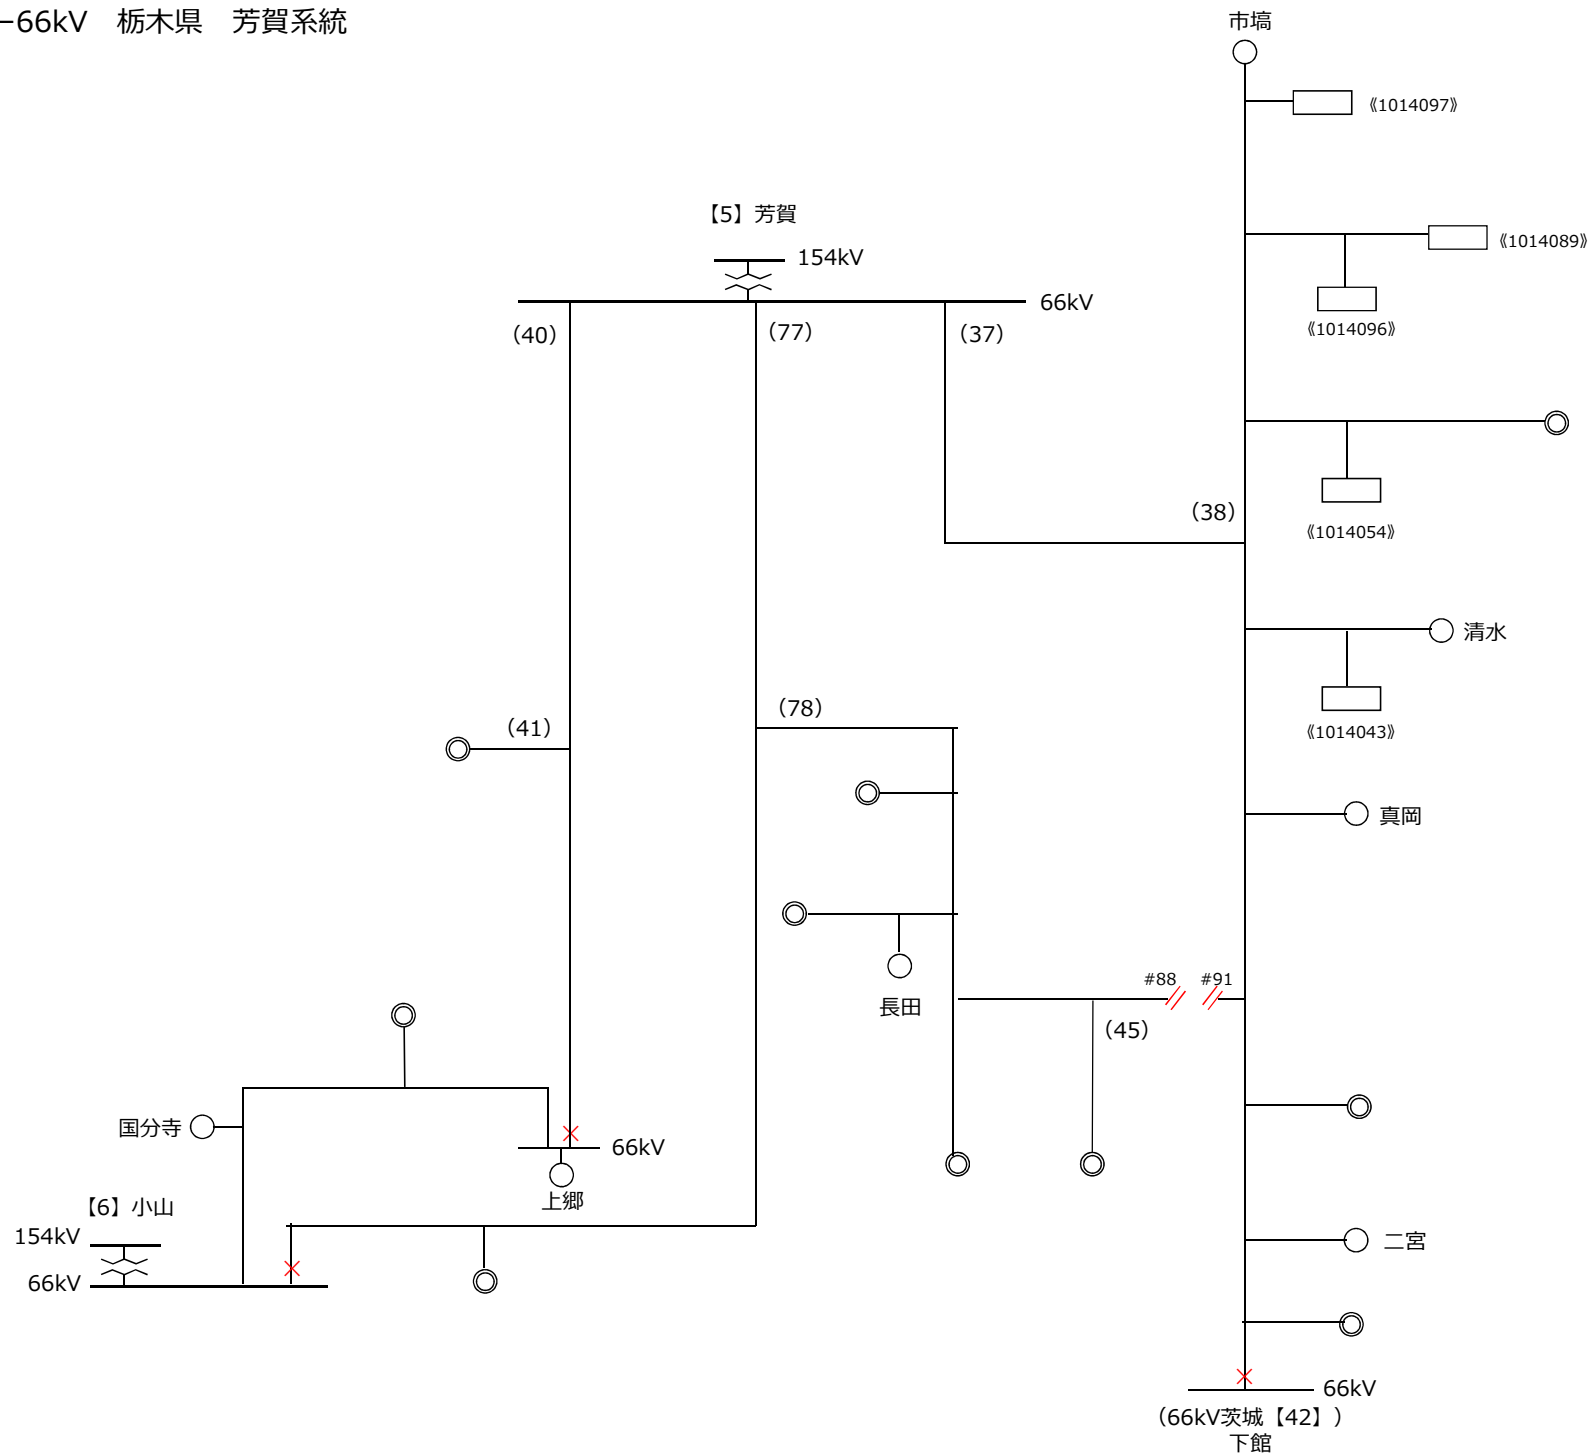 −66kV　栃木県　芳賀系統
市塙
《1014097》
【5】芳賀
154kV
《1014089》
66kV
《1014096》
（40）
（77）
（37）
（38）
《1014054》
清水
（41）
（78）
《1014043》
真岡
#88
#91
長田
（45）
国分寺
66kV
上郷
【6】小山
154kV
66kV
二宮
66kV
（66kV茨城【42】）
下館